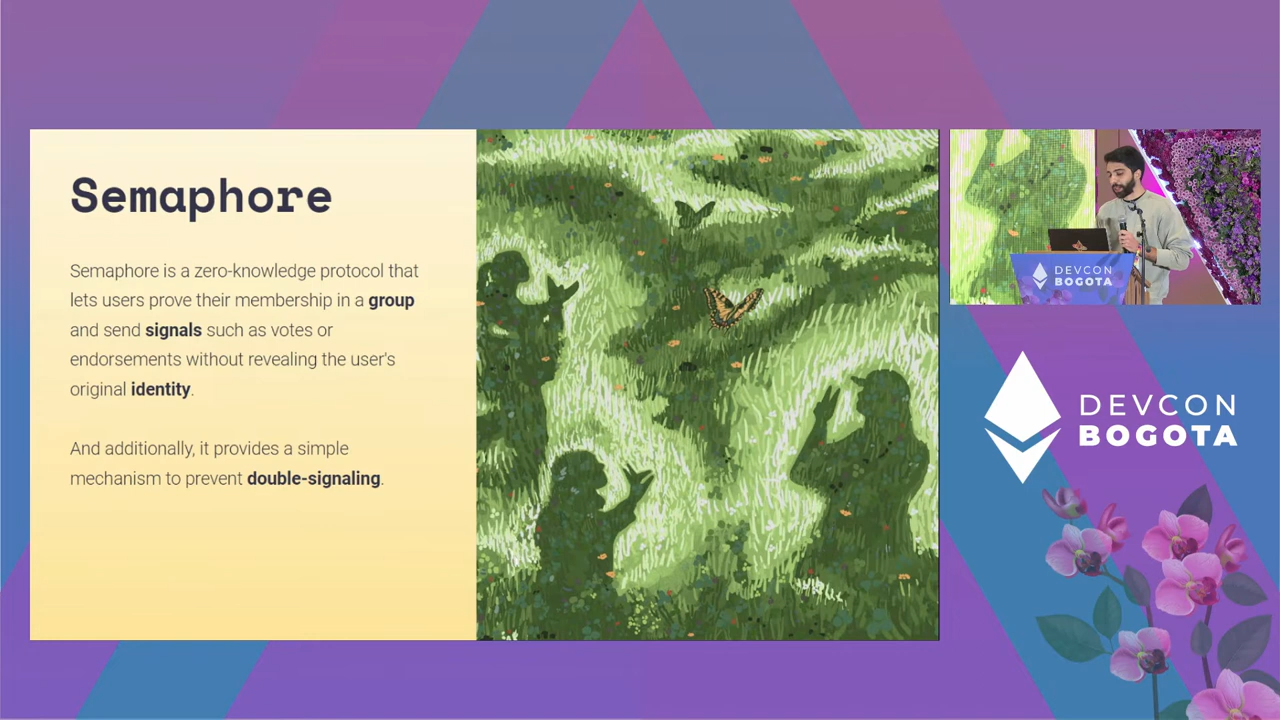 Semaphore
Semaphore is a zero-knowledge protocol that
lets users prove their membership in a group
and send signals such as votes or
endorsements without revealing the user's
original identity.
And additionally, it provides a simple
mechanism to prevent double-signaling.
DEVCON
BOGOTA
DEVCON
BOGOTA